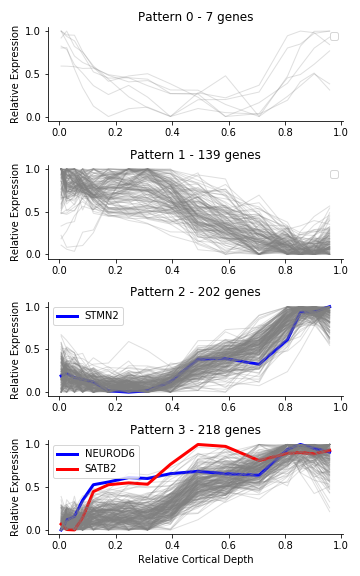 Pattern 0 - 7 genes
Relative Expression
1.0
0.5
0.0
0.0 0.2 0.4 0.6 0.8 1.0
Pattern 1 - 139 genes
Relative Expression
1.0
0.5
0.0
0.0 0.2 0.4 0.6 0.8 1.0
Pattern 2 - 202 genes
Relative Expression
1.0
0.5
0.0
STMN2
0.0 0.2 0.4 0.6 0.8 1.0
Pattern 3 - 218 genes
Relative Expression
1.0
0.5
0.0
NEUROD6
SATB2
0.0 0.2 0.4 0.6 0.8 1.0
Relative Cortical Depth